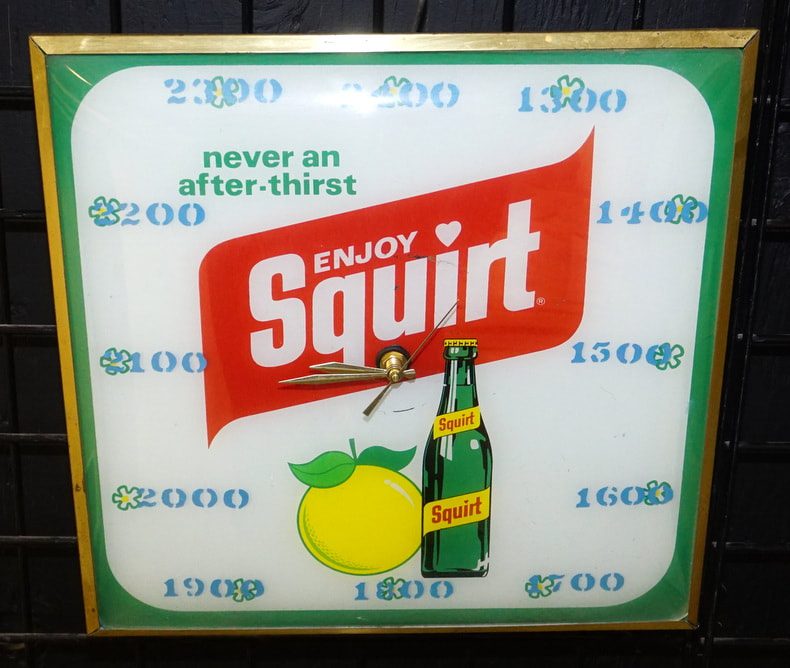 2300 2400 1300
never an
after-thirst
2200 1400
ENJOY
Squirt®
2100 1500
Squirt
2000 1600
Squirt
1900 1800 1700